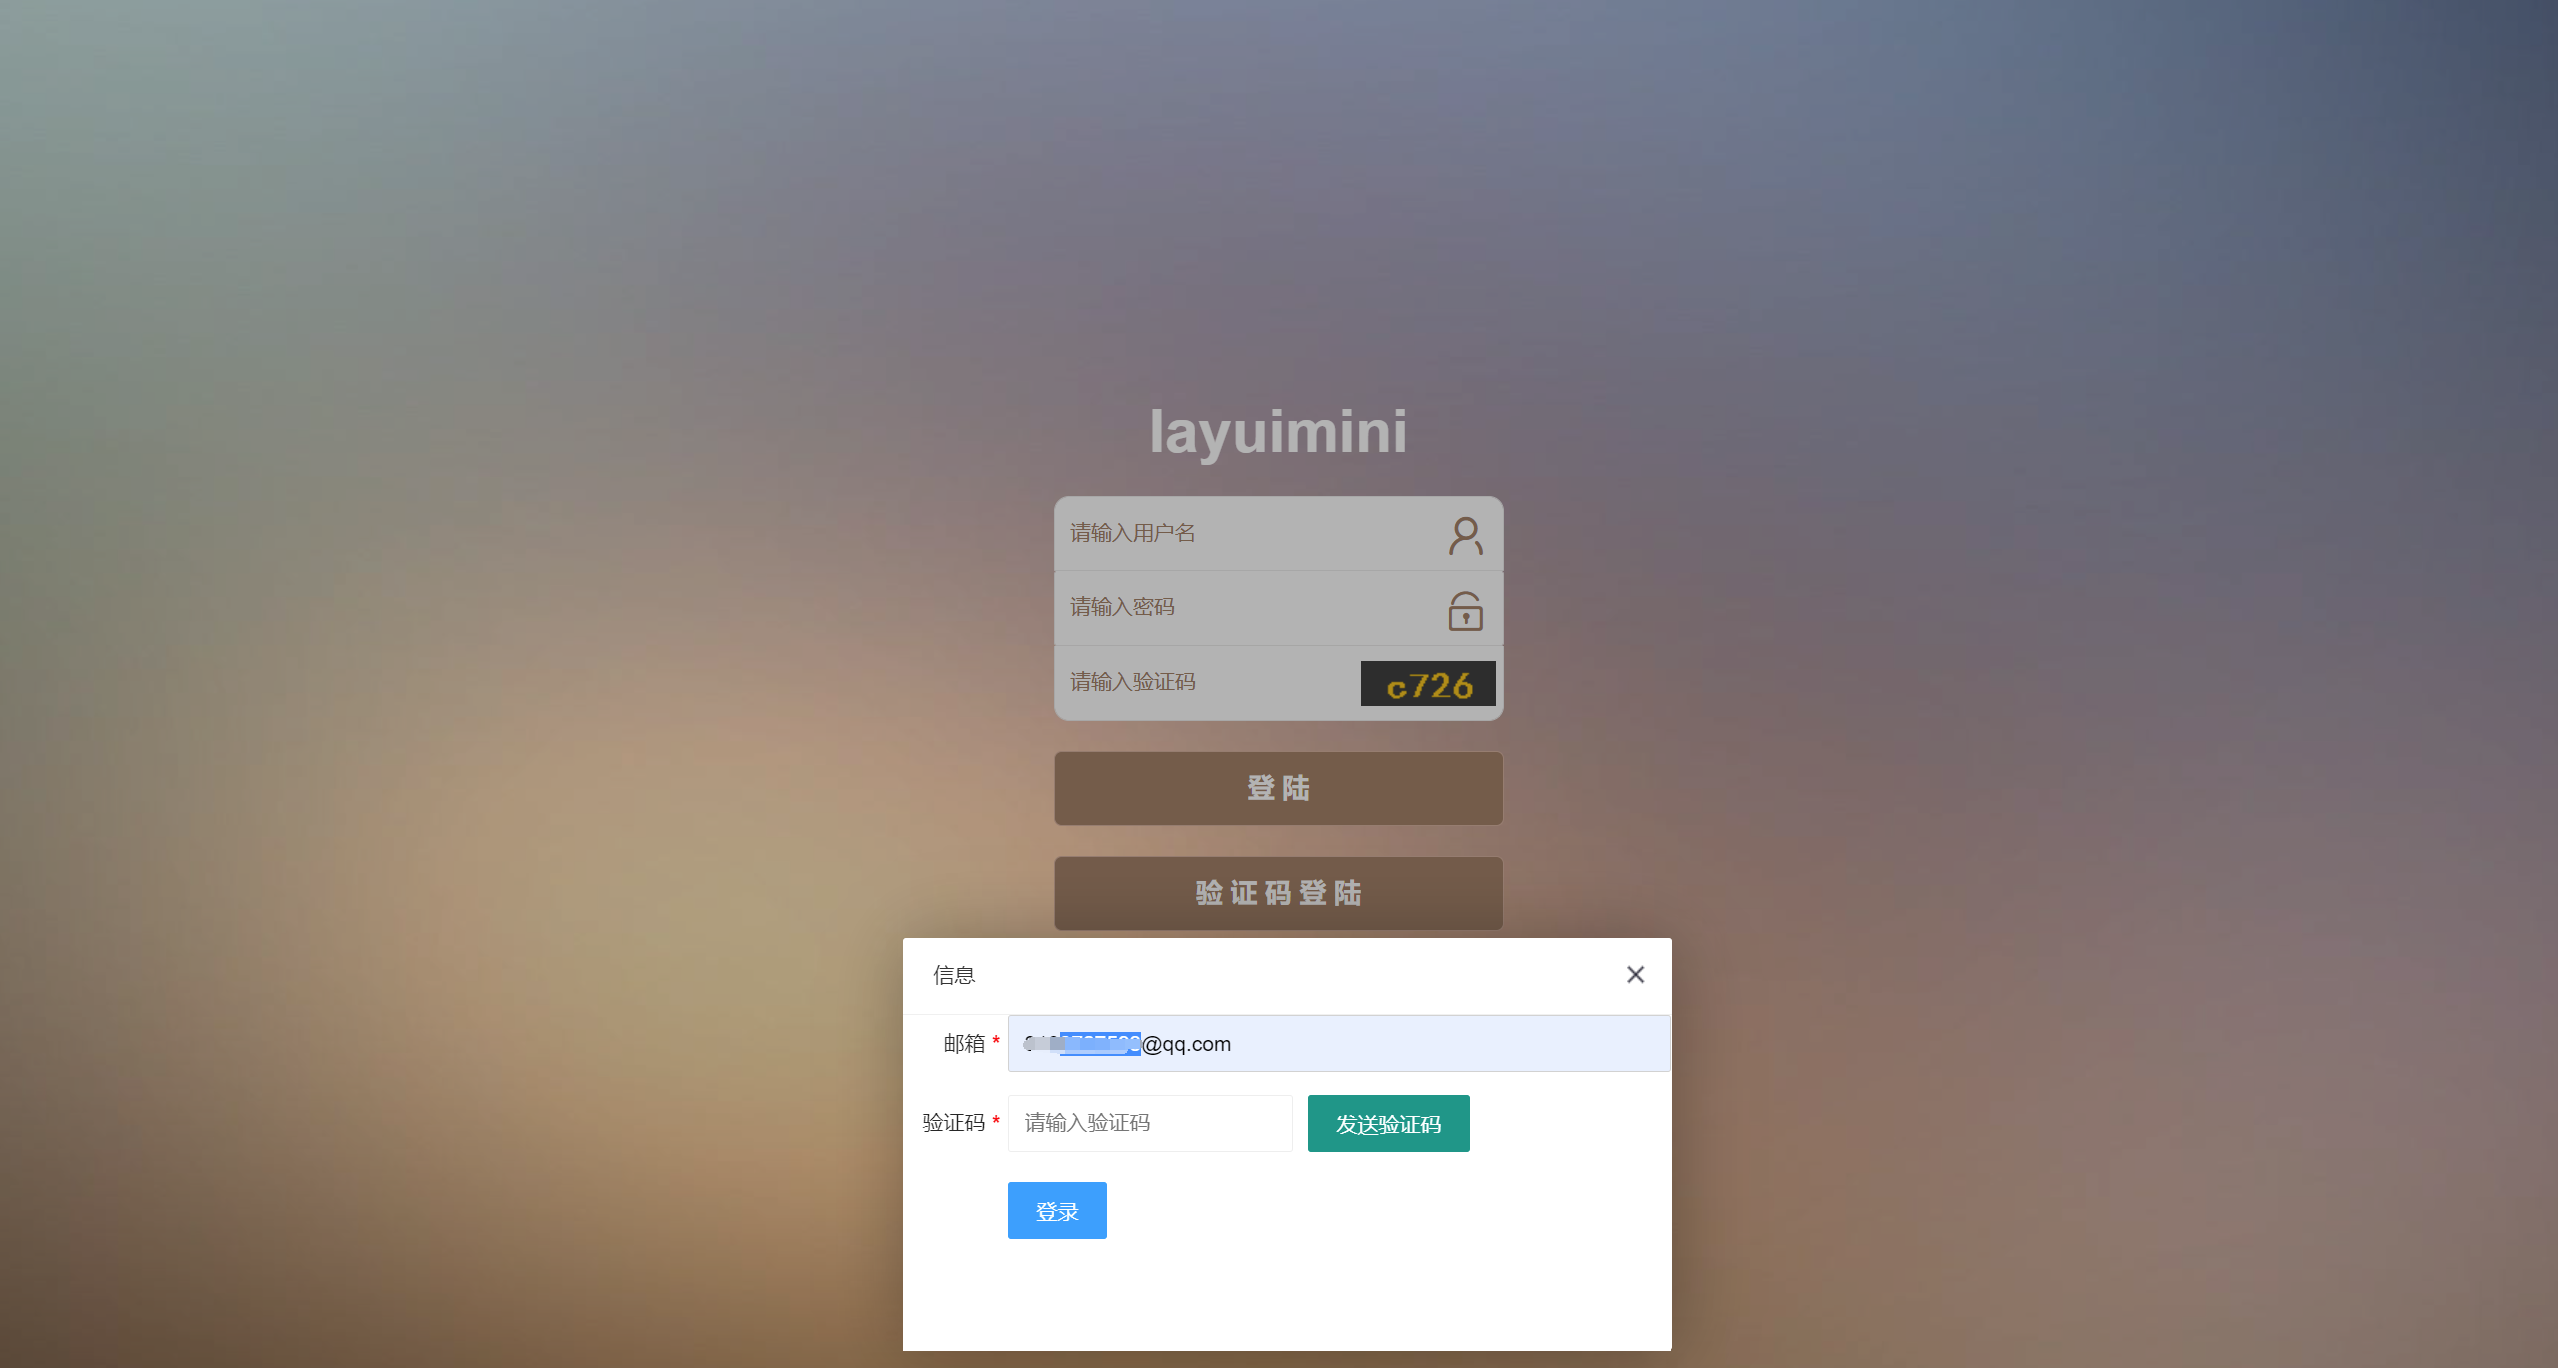 layuimini
请输入用户名
请输入密码
请输入验证码
c726
登 陆
验 证 码 登 陆
信息
邮箱 *
@qq.com
验证码 *
请输入验证码
发送验证码
登录